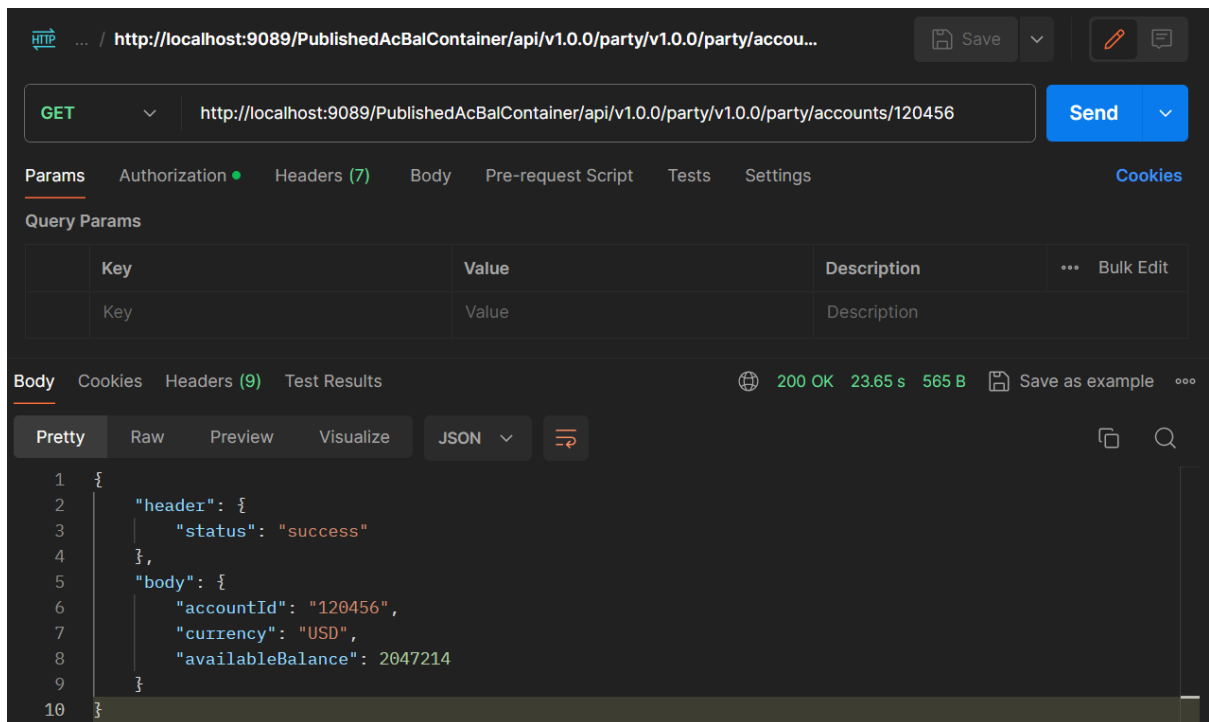 HTTP ... / http://localhost:9089/PublishedAcBalContainer/api/v1.0.0/party/v1.0.0/party/accou... Save
GET http://localhost:9089/PublishedAcBalContainer/api/v1.0.0/party/v1.0.0/party/accounts/120456 Send
Params Authorization Headers (7) Body Pre-request Script Tests Settings Cookies
Query Params
Key Value Description ••• Bulk Edit
Key Value Description
Body Cookies Headers (9) Test Results 200 OK 23.65 s 565 B Save as example
Pretty Raw Preview Visualize JSON
1 {
2 "header": {
3 "status": "success"
4 },
5 "body": {
6 "accountId": "120456",
7 "currency": "USD",
8 "availableBalance": 2047214
9 }
10 }